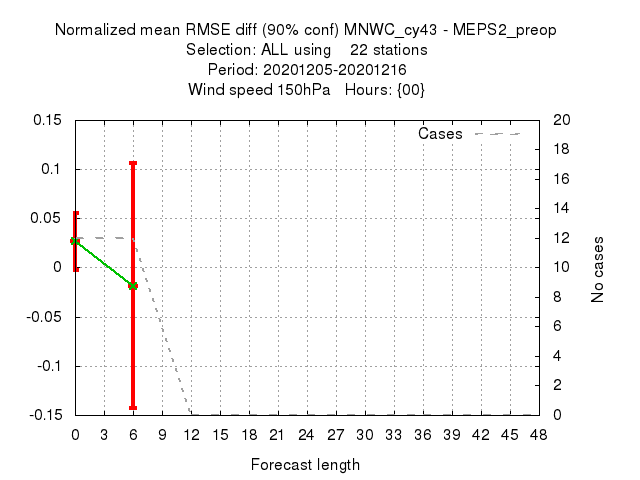 Normalized mean RMSE diff (90% conf) MNWC_cy43 - MEPS2_preop
Selection: ALL using 22 stations
Period: 20201205-20201216
Wind speed 150hPa Hours: {00}
Cases
0.15
0.1
0.05
0
-0.05
-0.1
-0.15
20
18
16
14
12
10
8
6
4
2
0
No cases
0 3 6 9 12 15 18 21 24 27 30 33 36 39 42 45 48
Forecast length